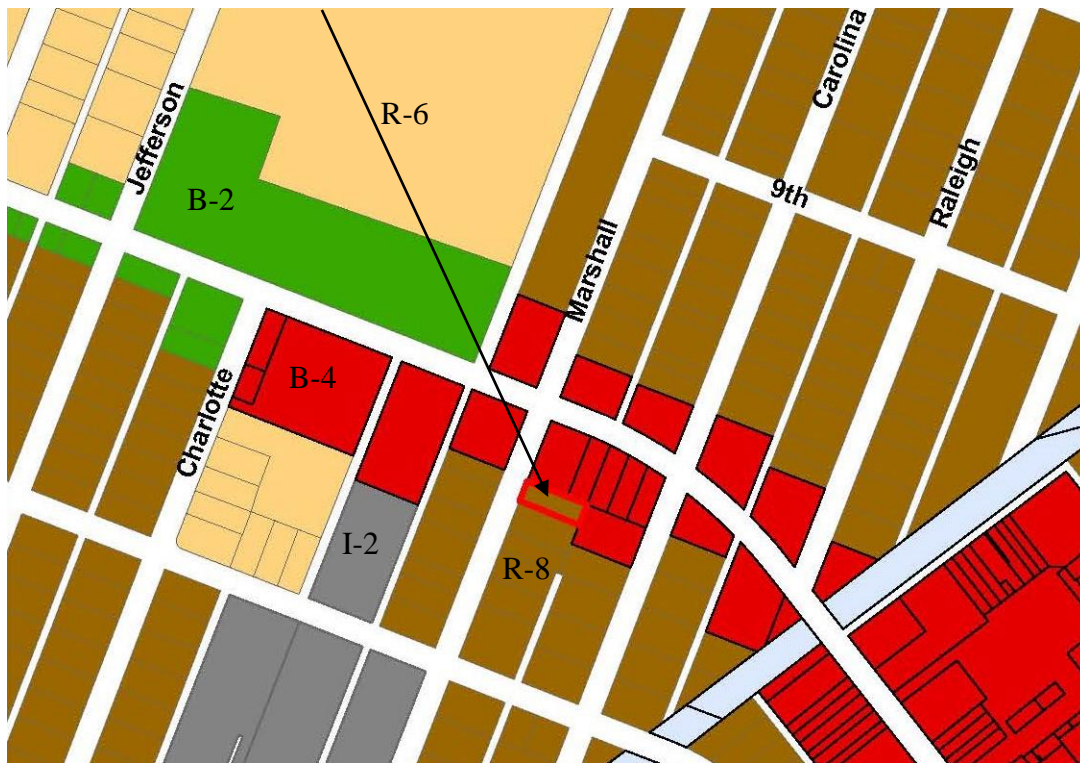 Carolina
Jefferson
R-6
Raleigh
9th
B-2
Marshall
B-4
Charlotte
I-2
R-8